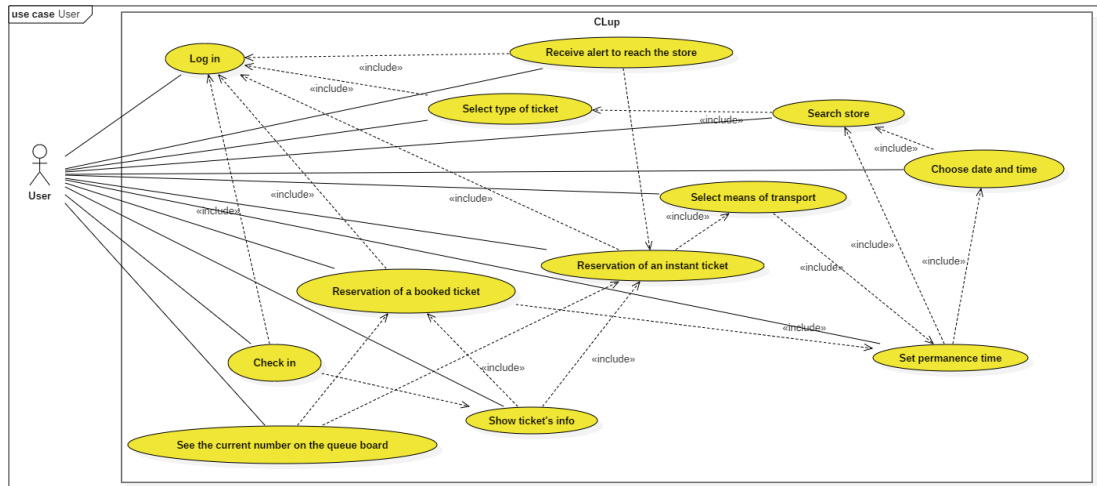 use case User
CLup
Log in
Receive alert to reach the store
«include»
Select type of ticket
Search store
«include»
«include»
Choose date and time
User
«include»
Select means of transport
«include»
«include»
«include»
«include»
Reservation of an instant ticket
«include»
Reservation of a booked ticket
«include»
Check in
«include»
Set permanence time
«include»
Show ticket's info
See the current number on the queue board